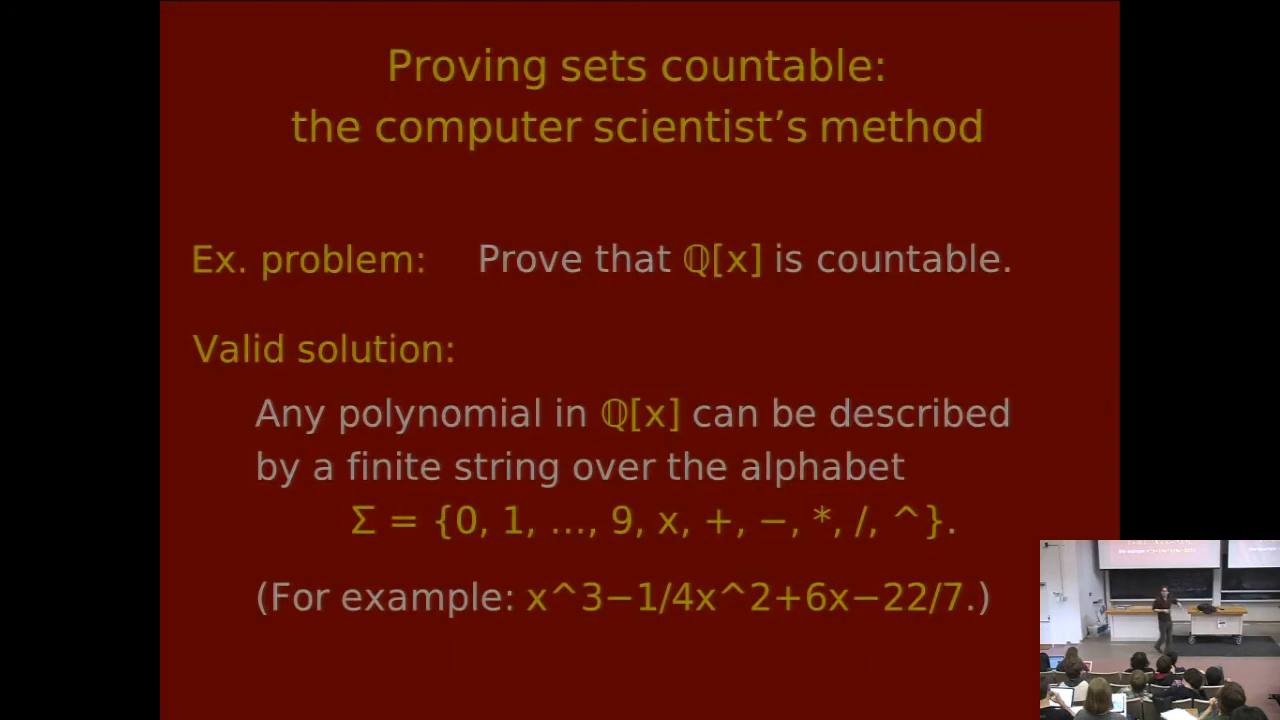 Proving sets countable:
the computer scientist’s method
Ex. problem: Prove that ℚ[x] is countable.
Valid solution:
Any polynomial in ℚ[x] can be described
by a finite string over the alphabet
Σ = {0, 1, …, 9, x, +, −, *, /, ^}.
(For example: x^3−1/4x^2+6x−22/7.)